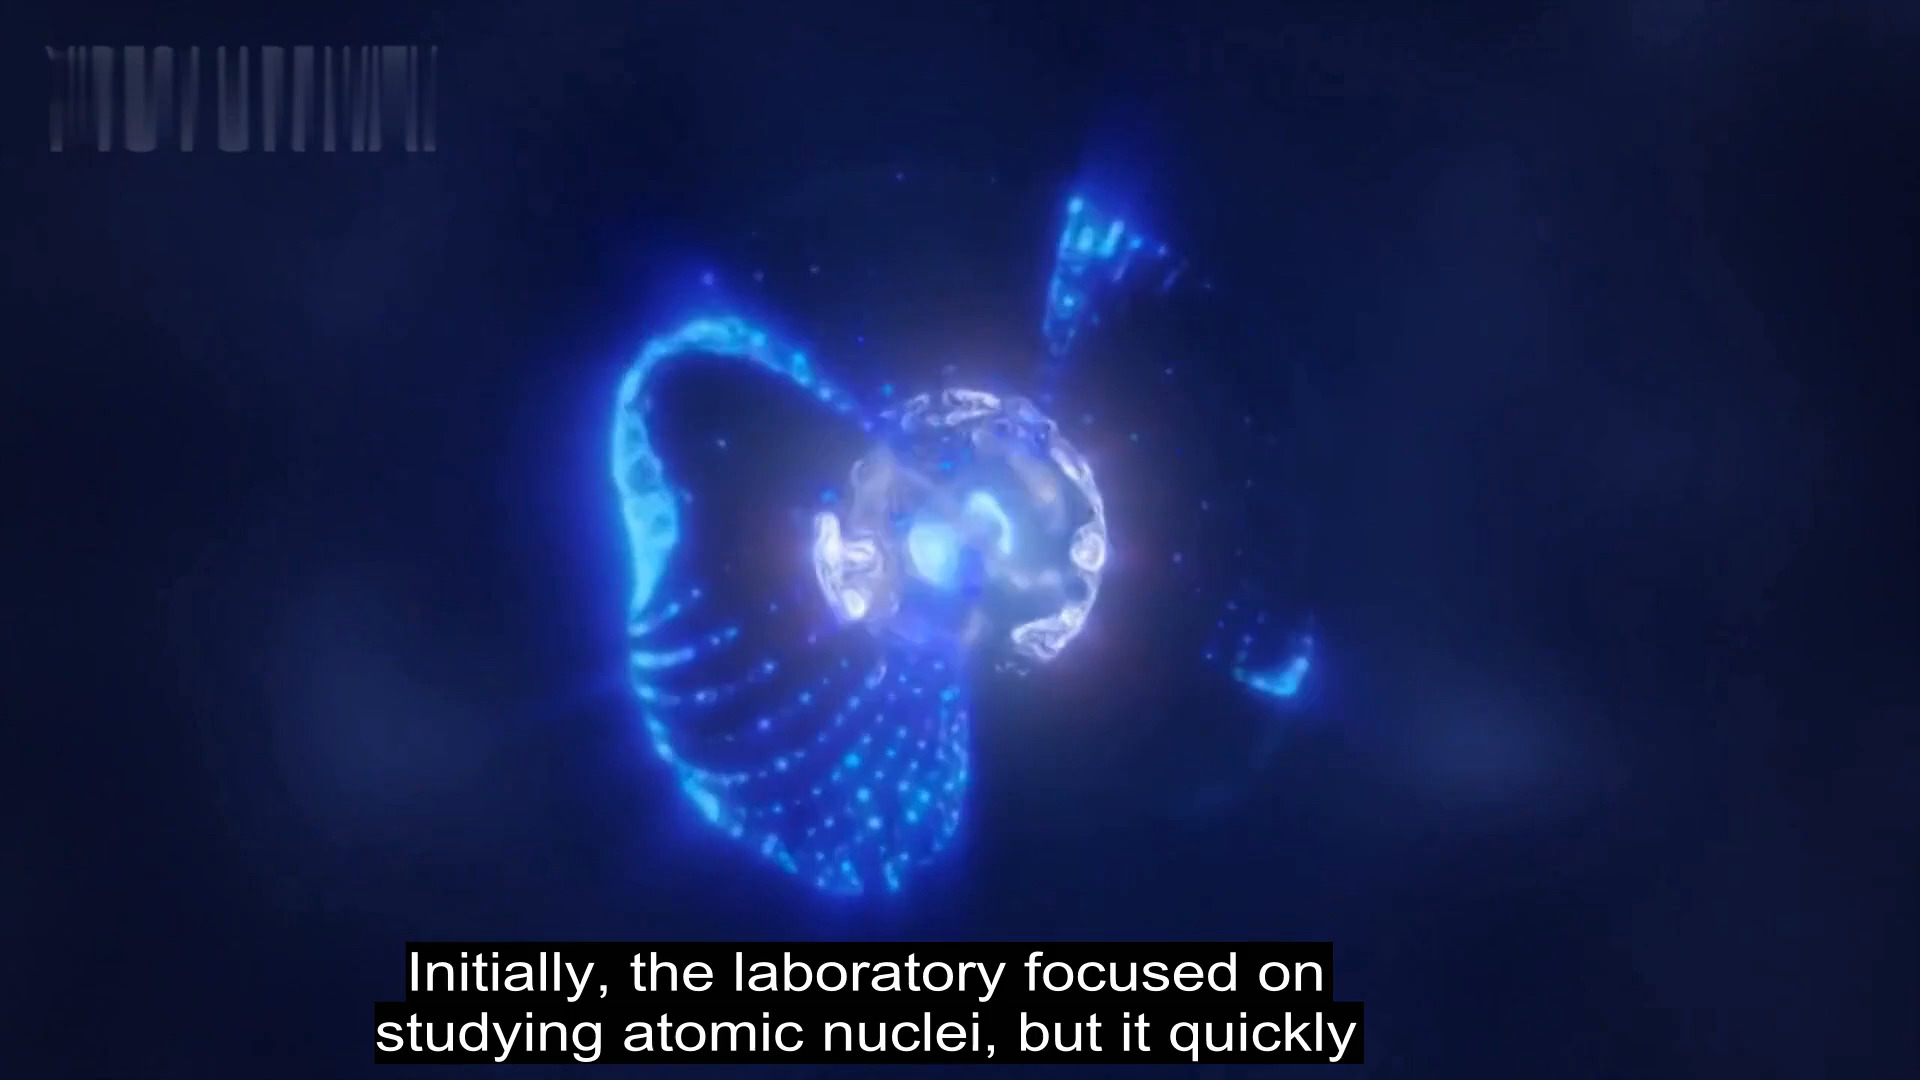 Initially, the laboratory focused on
studying atomic nuclei, but it quickly